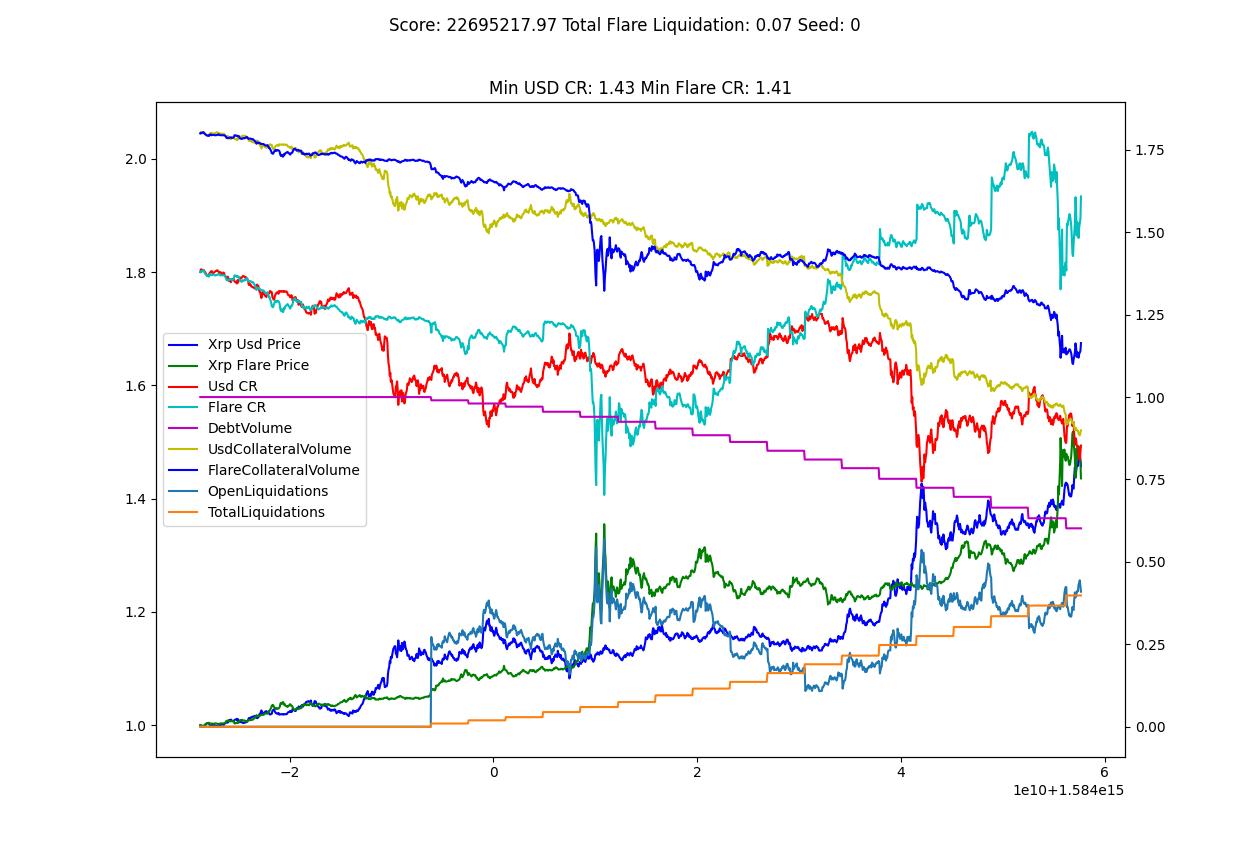 Score: 22695217.97 Total Flare Liquidation: 0.07 Seed: 0
Min USD CR: 1.43 Min Flare CR: 1.41
2.0
1.8
1.6
1.4
1.2
1.0
1.75
1.50
1.25
1.00
0.75
0.50
0.25
0.00
Xrp Usd Price
Xrp Flare Price
Usd CR
Flare CR
DebtVolume
UsdCollateralVolume
FlareCollateralVolume
OpenLiquidations
TotalLiquidations
−2 0 2 4 6
1e10+1.584e15